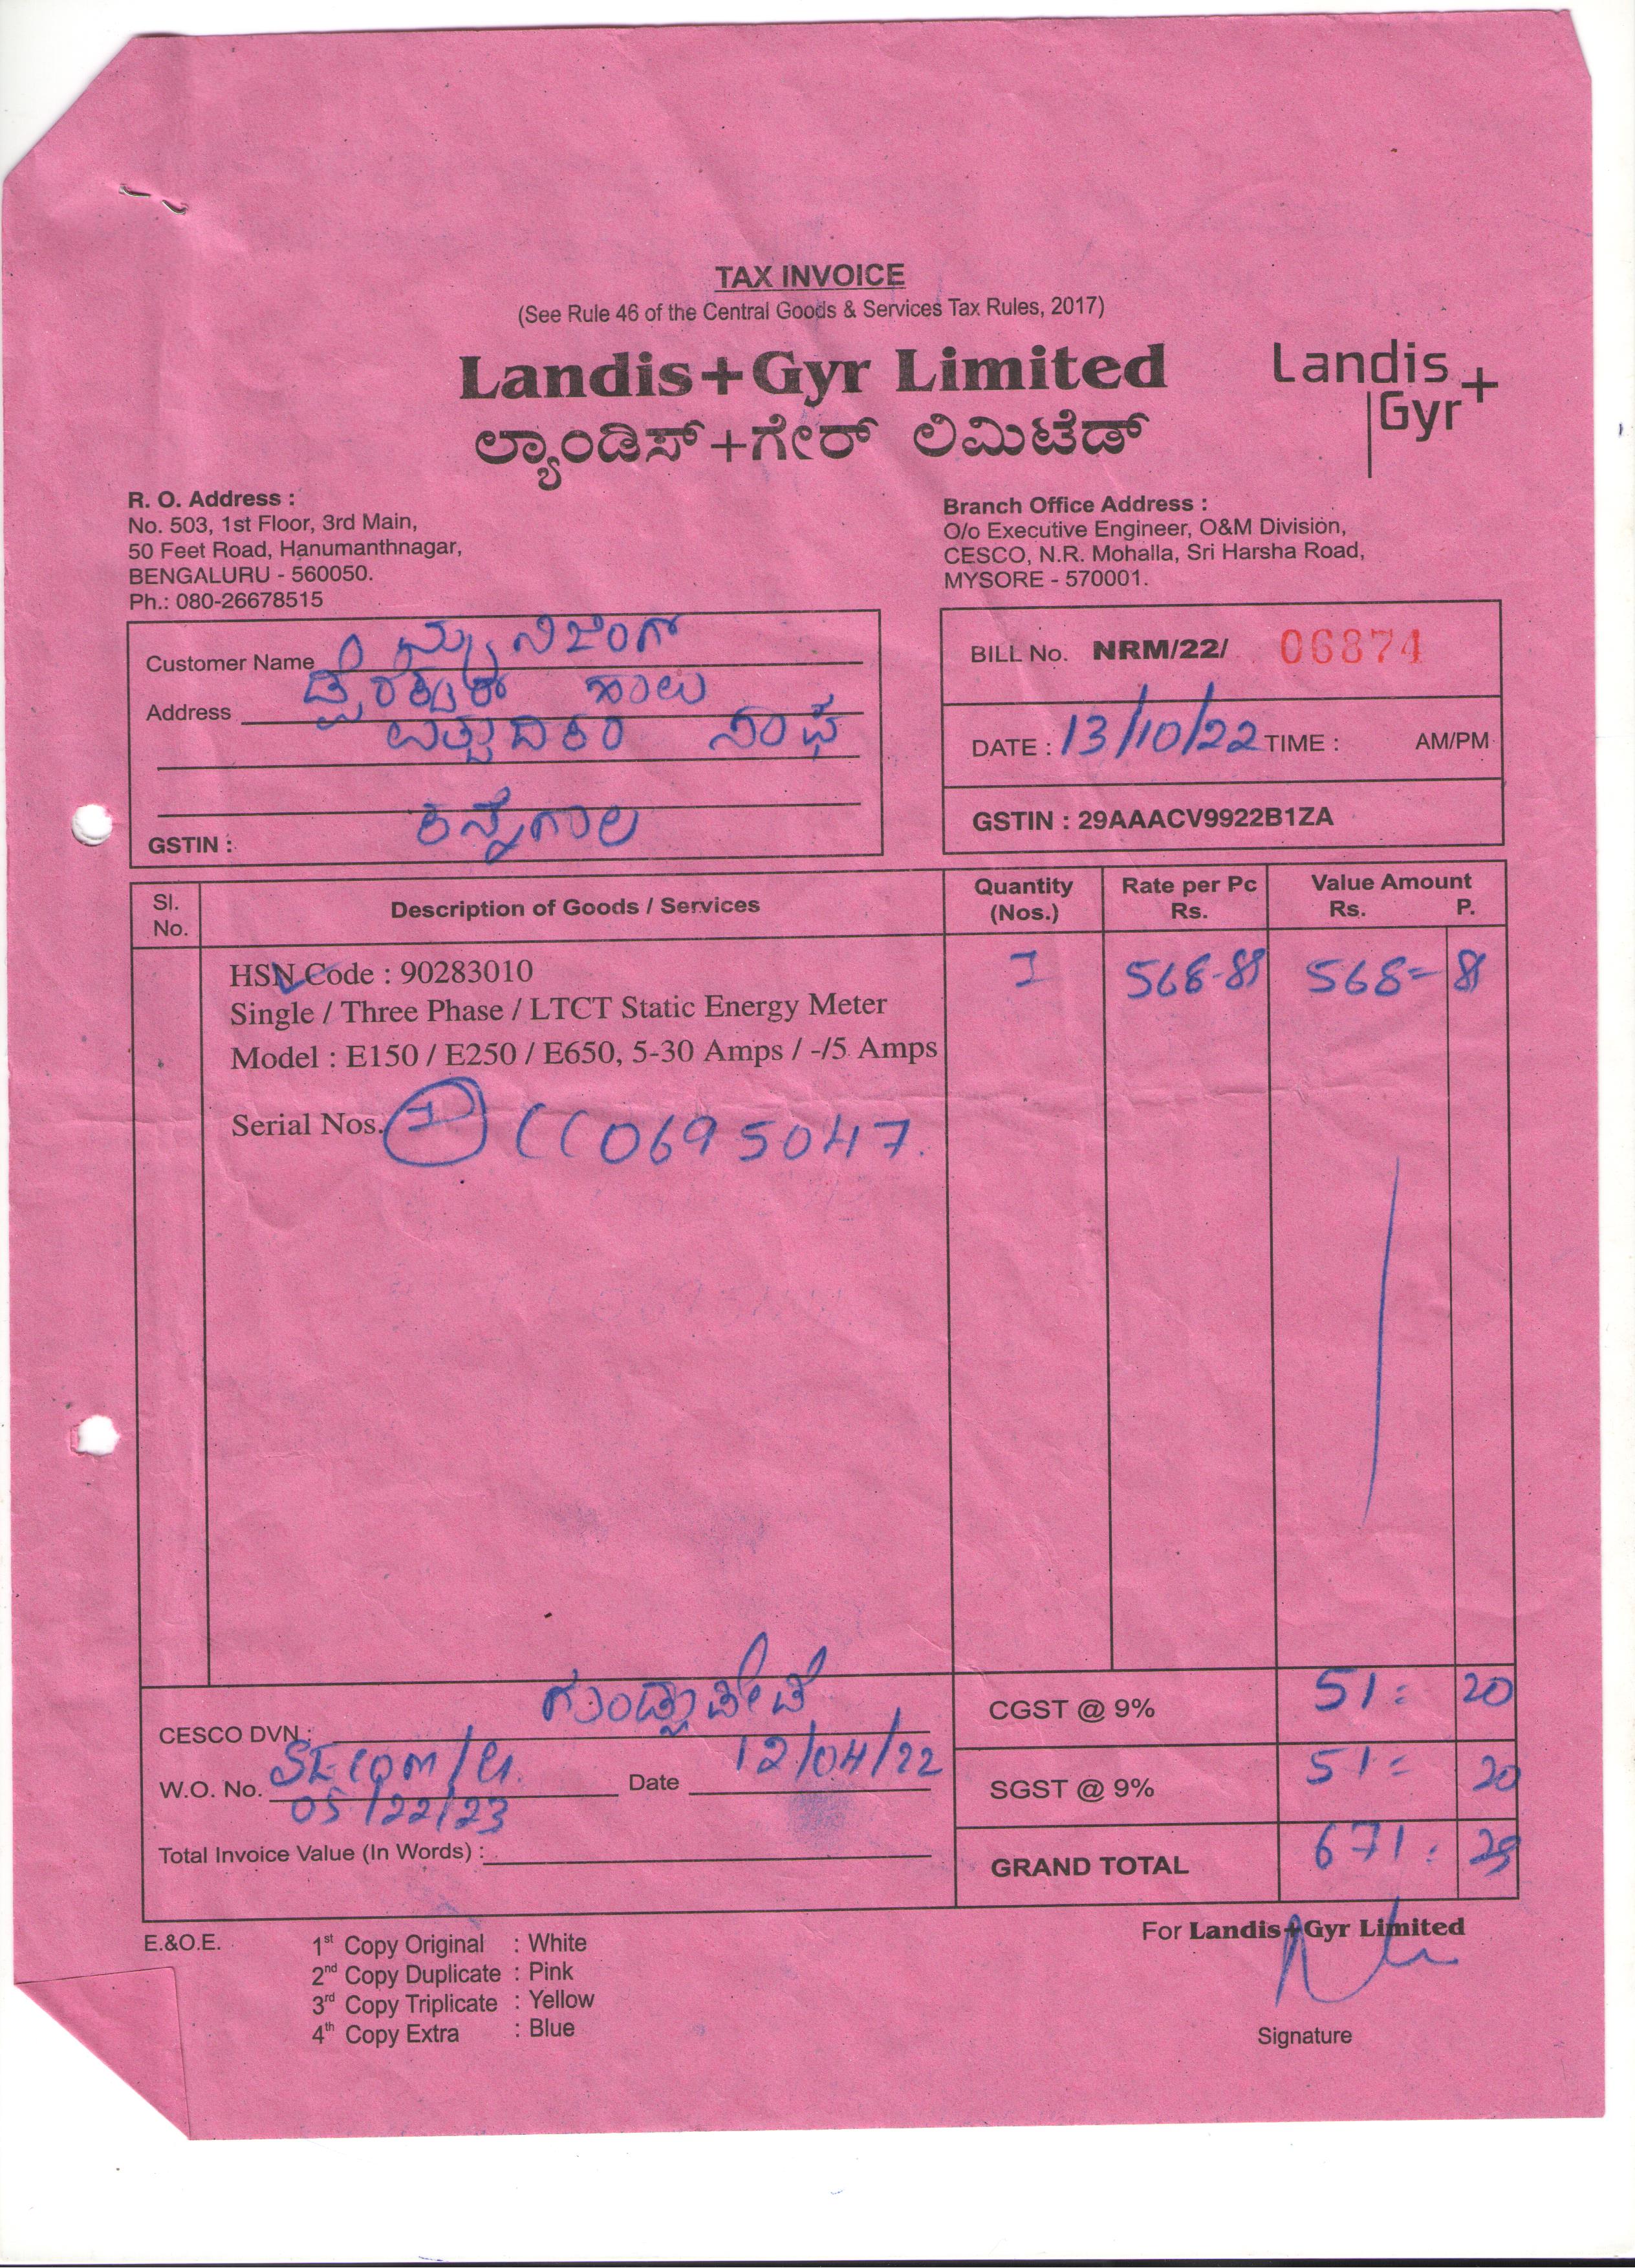 TAX INVOICE
(See Rule 46 of the Central Goods & Services Tax Rules, 2017)
Landis+Gyr Limited
ಲ್ಯಾಂಡಿಸ್+ಗೇರ್ ಲಿಮಿಟೆಡ್
Landis
Gyr+
R. O. Address :
No. 503, 1st Floor, 3rd Main,
50 Feet Road, Hanumanthnagar,
BENGALURU - 560050.
Ph.: 080-26678515
Branch Office Address :
O/o Executive Engineer, O&M Division,
CESCO, N.R. Mohalla, Sri Harsha Road,
MYSORE - 570001.
Customer Name ಮ್ಯಾನಿಜಿಂಗ್
Address ಡೈರಕ್ಟರ್ ಹಾಲು
ಉತ್ಪಾದಕರ ಸಂಘ
GSTIN :
BILL No. NRM/22/ 06874
DATE : 13/10/22 TIME : AM/PM
GSTIN : 29AAACV9922B1ZA
Sl. No. Description of Goods / Services Quantity (Nos.) Rate per Pc Rs. Value Amount Rs. P.
HSN Code : 90283010 1 568-81 568= 81
Single / Three Phase / LTCT Static Energy Meter
Model : E150 / E250 / E650, 5-30 Amps / -/5 Amps
Serial Nos. 1 CC0695047.
CESCO DVN : ಗುಂಡ್ಲುಪೇಟೆ
W.O. No. Date 12/04/22
05/22/23
Total Invoice Value (In Words) :
CGST @ 9% 51= 20
SGST @ 9% 51= 20
GRAND TOTAL 671=
E.&O.E.
1st Copy Original : White
2nd Copy Duplicate : Pink
3rd Copy Triplicate : Yellow
4th Copy Extra : Blue
For Landis+Gyr Limited
Signature